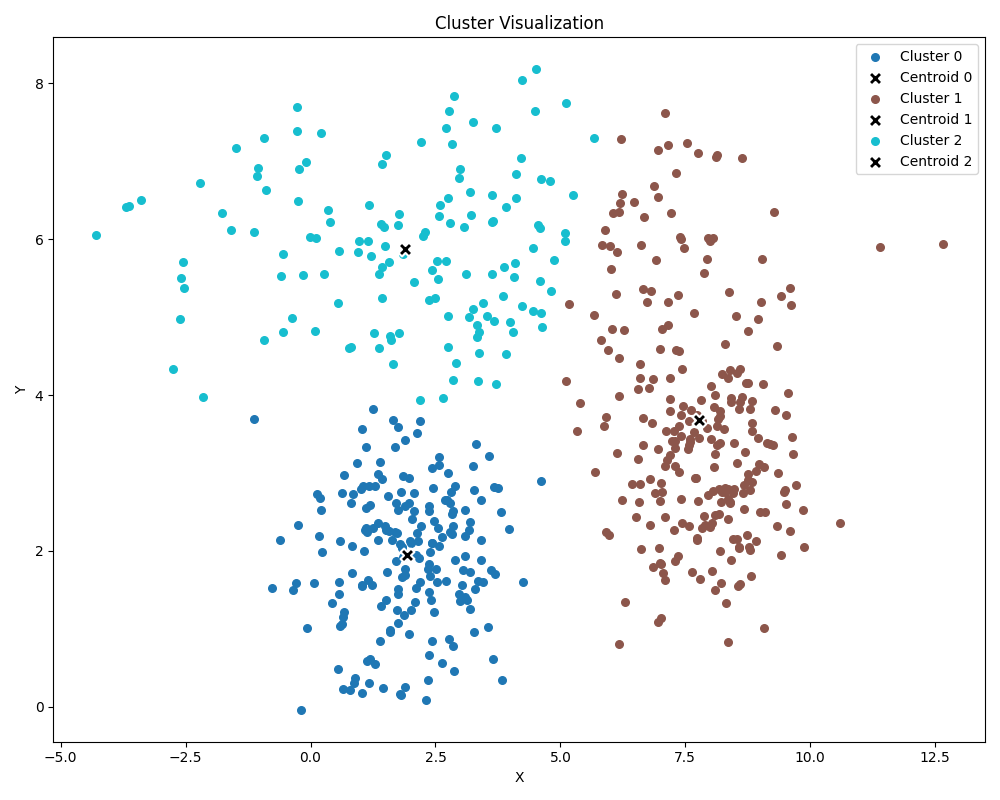 Cluster Visualization
Cluster 0
Centroid 0
Cluster 1
Centroid 1
Cluster 2
Centroid 2
8
6
4
2
0
Y
−5.0
−2.5
0.0
2.5
5.0
7.5
10.0
12.5
X